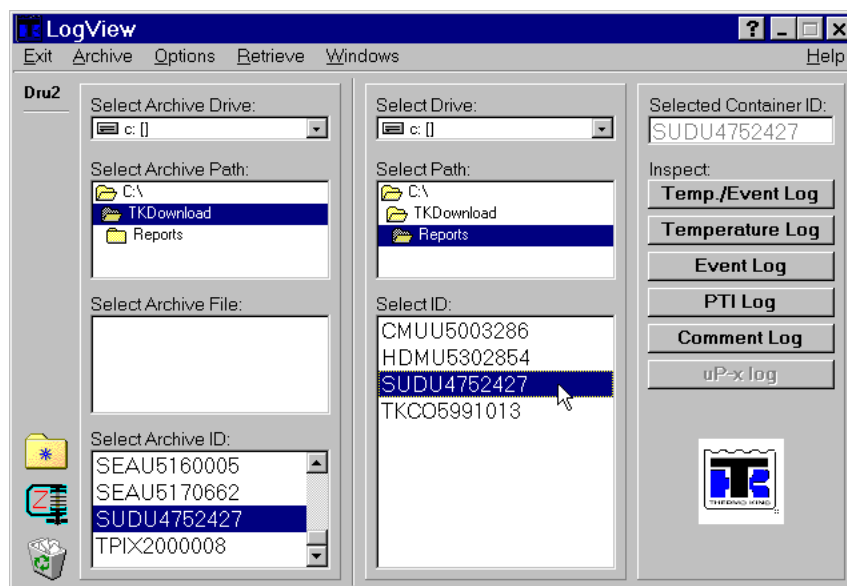 LogView
?
Exit Archive Options Retrieve Windows Help
Dru2
Select Archive Drive:
c: []
Select Archive Path:
C:\
TKDownload
Reports
Select Archive File:
Select Archive ID:
SEAU5160005
SEAU5170662
SUDU4752427
TPIX2000008
Select Drive:
c: []
Select Path:
C:\
TKDownload
Reports
Select ID:
CMUU5003286
HDMU5302854
SUDU4752427
TKCO5991013
Selected Container ID:
SUDU4752427
Inspect:
Temp./Event Log
Temperature Log
Event Log
PTI Log
Comment Log
uP-x log
THERMO KING